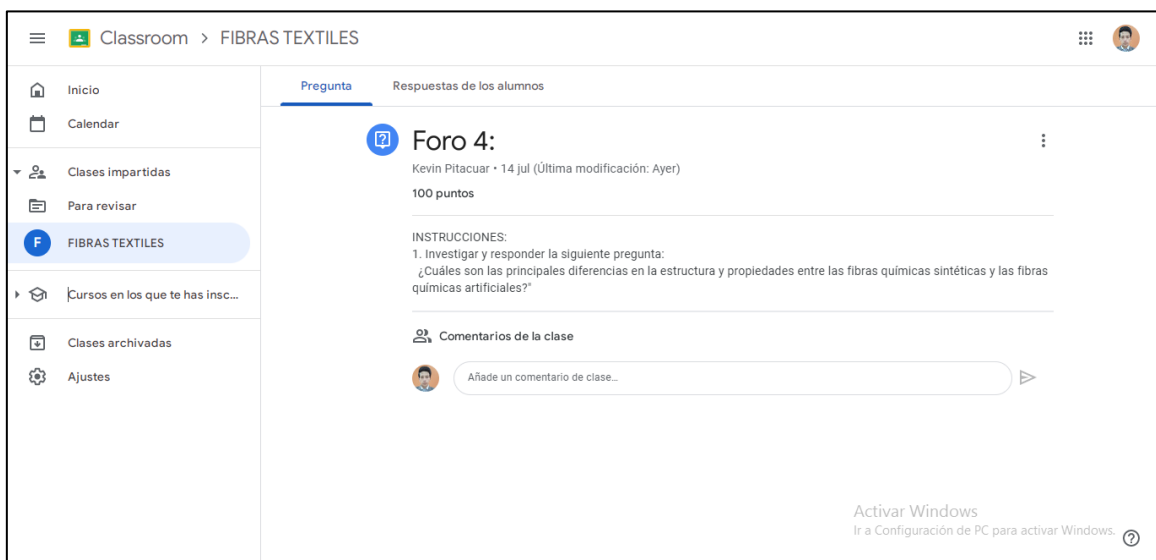 Classroom > FIBRAS TEXTILES
Inicio
Calendar
Clases impartidas
Para revisar
F FIBRAS TEXTILES
Cursos en los que te has insc...
Clases archivadas
Ajustes
Pregunta Respuestas de los alumnos
Foro 4:
Kevin Pitacuar • 14 jul (Última modificación: Ayer)
100 puntos
INSTRUCCIONES:
1. Investigar y responder la siguiente pregunta:
¿Cuáles son las principales diferencias en la estructura y propiedades entre las fibras químicas sintéticas y las fibras
químicas artificiales?"
Comentarios de la clase
Añade un comentario de clase...
Activar Windows
Ir a Configuración de PC para activar Windows.